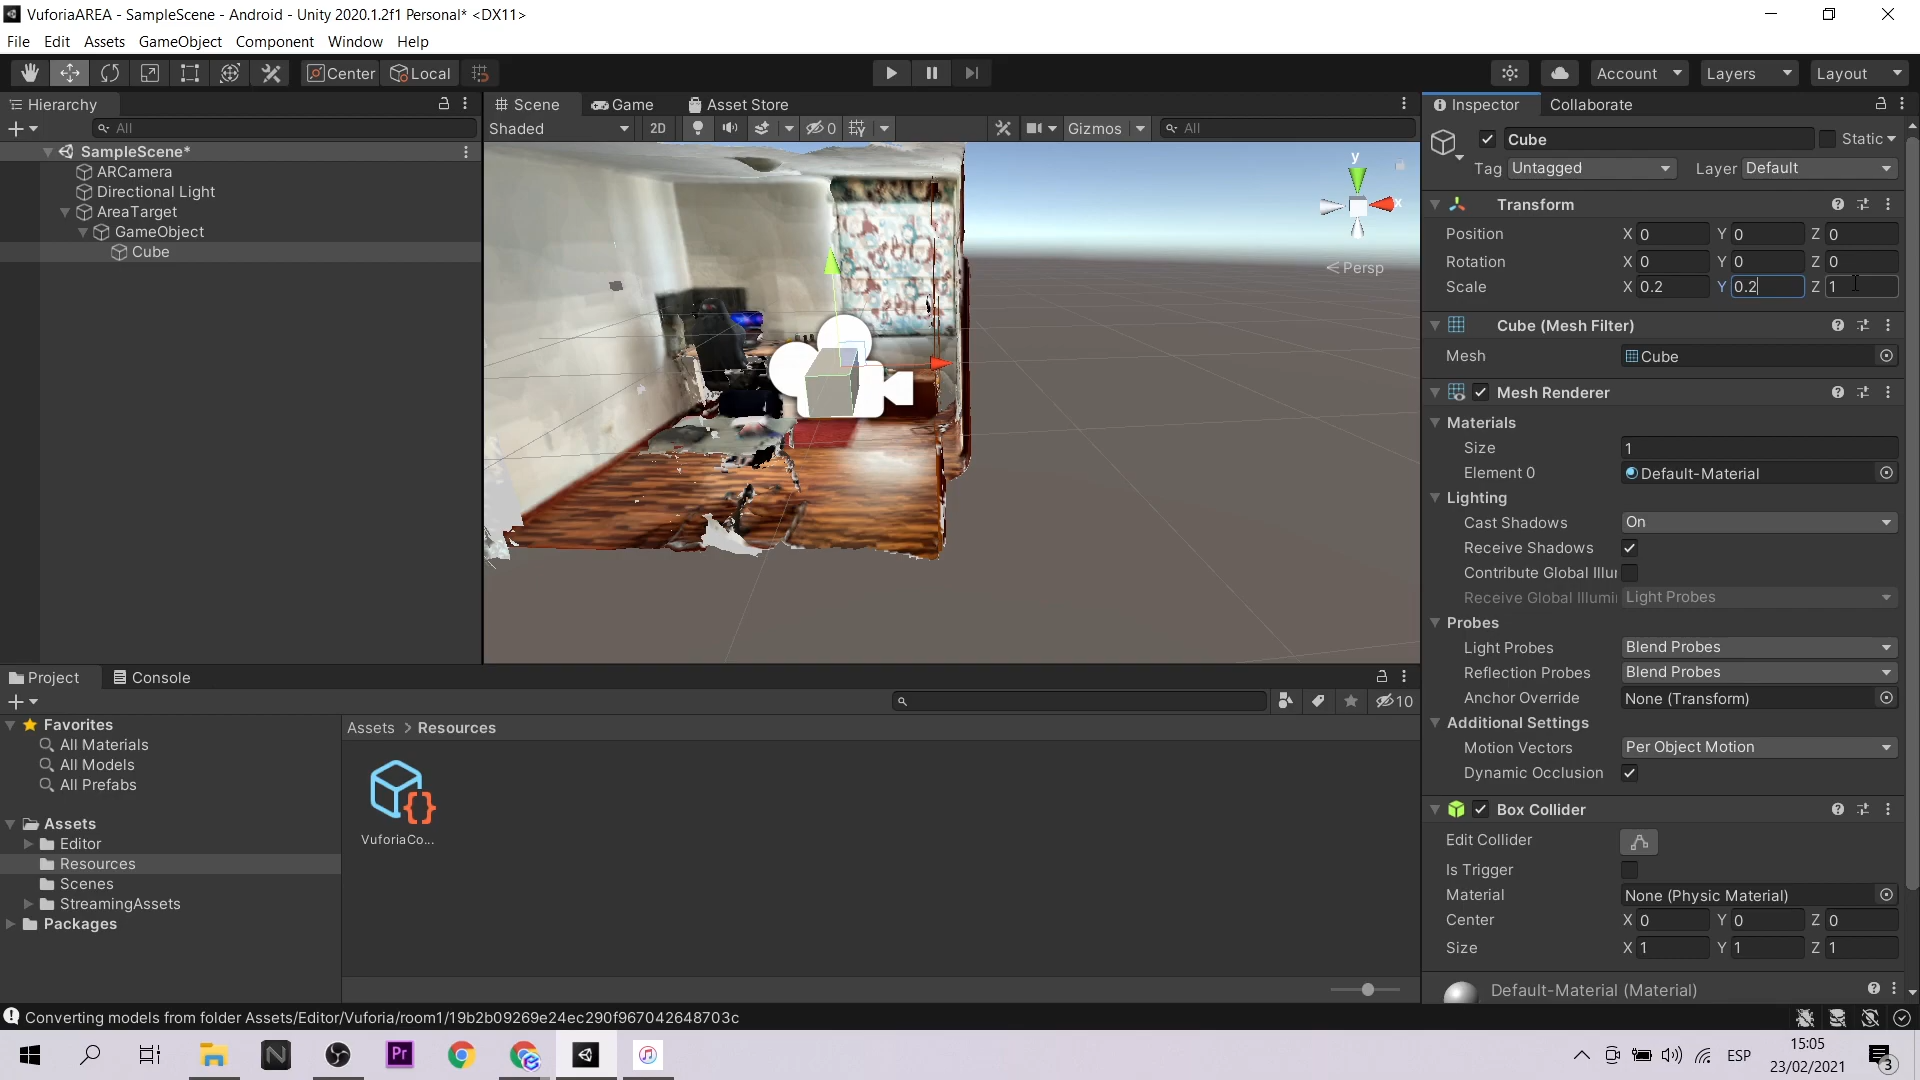 VuforiaAREA - SampleScene - Android - Unity 2020.1.2f1 Personal* <DX11>
File Edit Assets GameObject Component Window Help
Center Local Account Layers Layout
Hierarchy
All
SampleScene*
ARCamera
Directional Light
AreaTarget
GameObject
Cube
Scene Game Asset Store
Shaded 2D 0 Gizmos All
y
x
Persp
Inspector Collaborate
Cube Static
Tag Untagged Layer Default
Transform
Position X 0 Y 0 Z 0
Rotation X 0 Y 0 Z 0
Scale X 0.2 Y 0.2 Z 1
Cube (Mesh Filter)
Mesh Cube
Mesh Renderer
Materials
Size 1
Element 0 Default-Material
Lighting
Cast Shadows On
Receive Shadows
Contribute Global Illur
Receive Global Illumi Light Probes
Probes
Light Probes Blend Probes
Reflection Probes Blend Probes
Anchor Override None (Transform)
Additional Settings
Motion Vectors Per Object Motion
Dynamic Occlusion
Box Collider
Edit Collider
Is Trigger
Material None (Physic Material)
Center X 0 Y 0 Z 0
Size X 1 Y 1 Z 1
Default-Material (Material)
Project Console
10
Favorites
All Materials
All Models
All Prefabs
Assets
Editor
Resources
Scenes
StreamingAssets
Packages
Assets > Resources
VuforiaCo...
Converting models from folder Assets/Editor/Vuforia/room1/19b2b09269e24ec290f967042648703c
N Pr ESP
15:05
23/02/2021
3